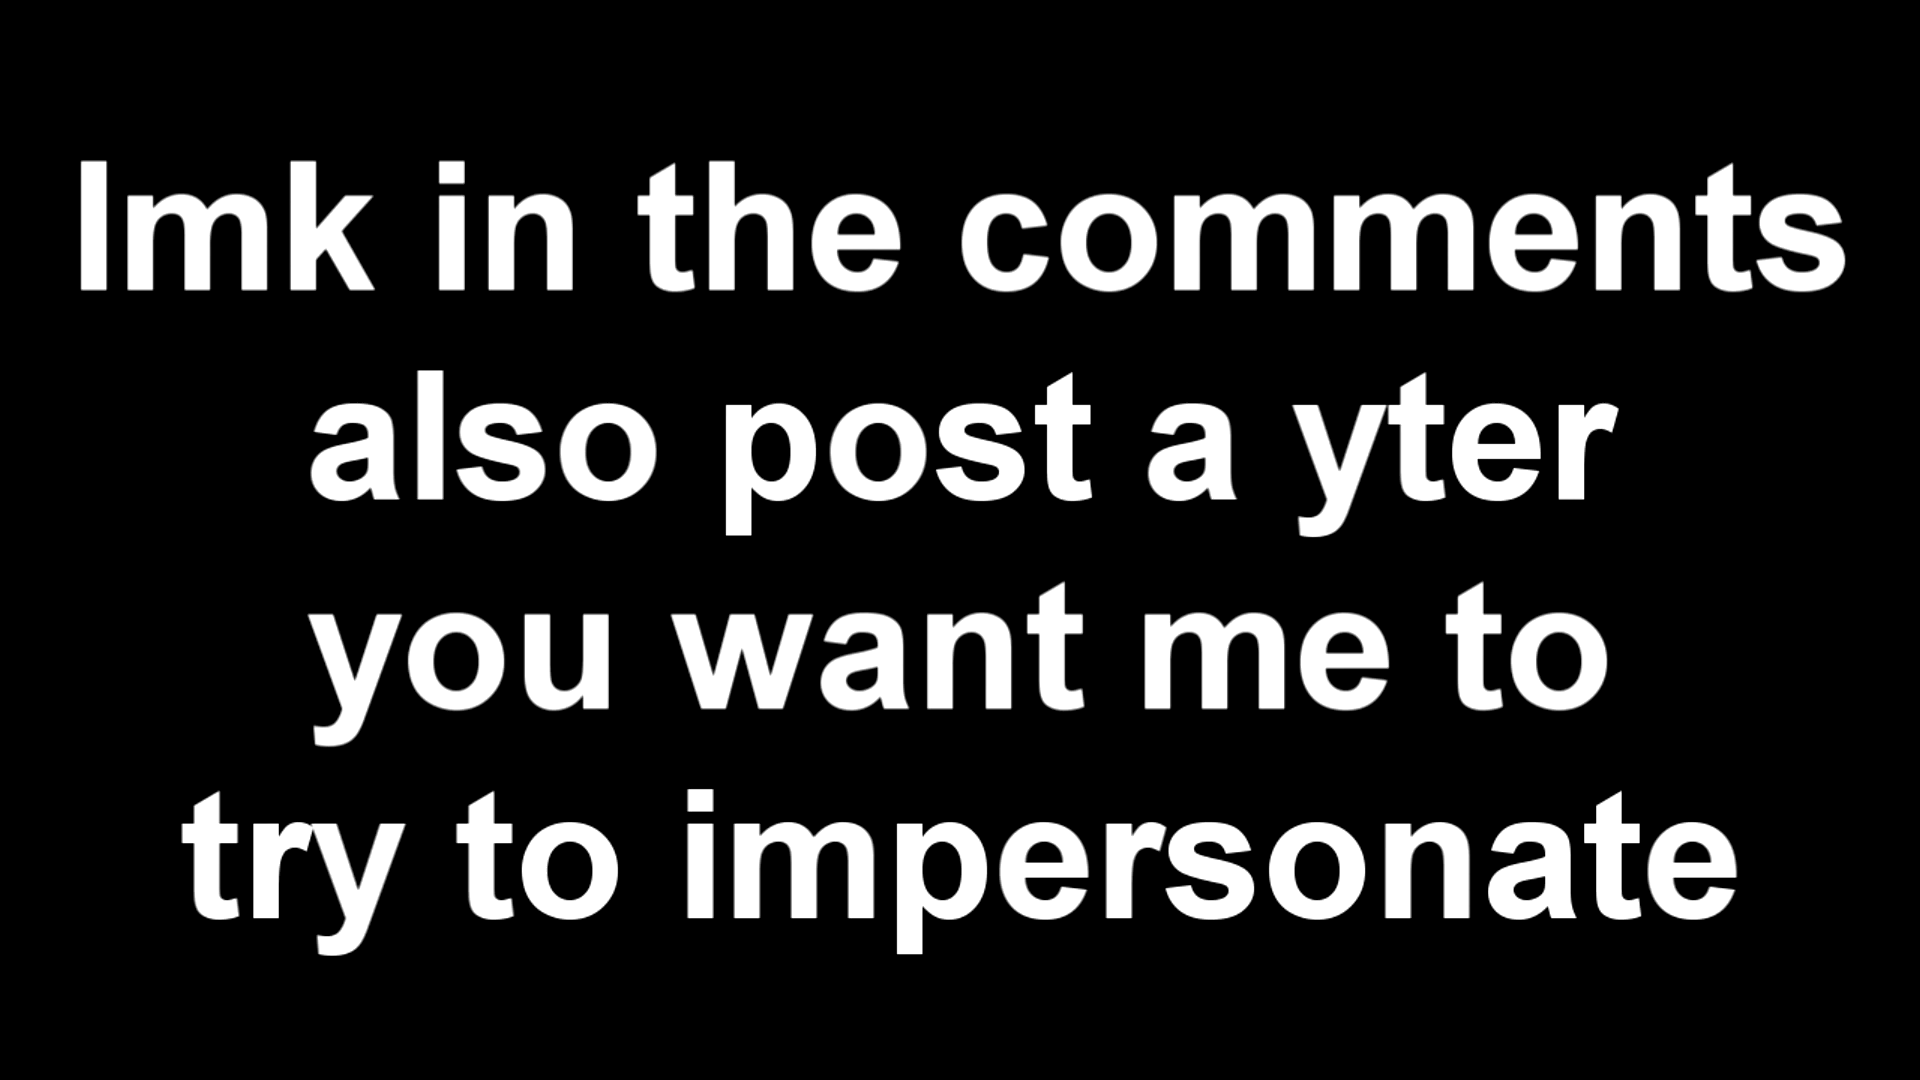 lmk in the comments
also post a yter
you want me to
try to impersonate